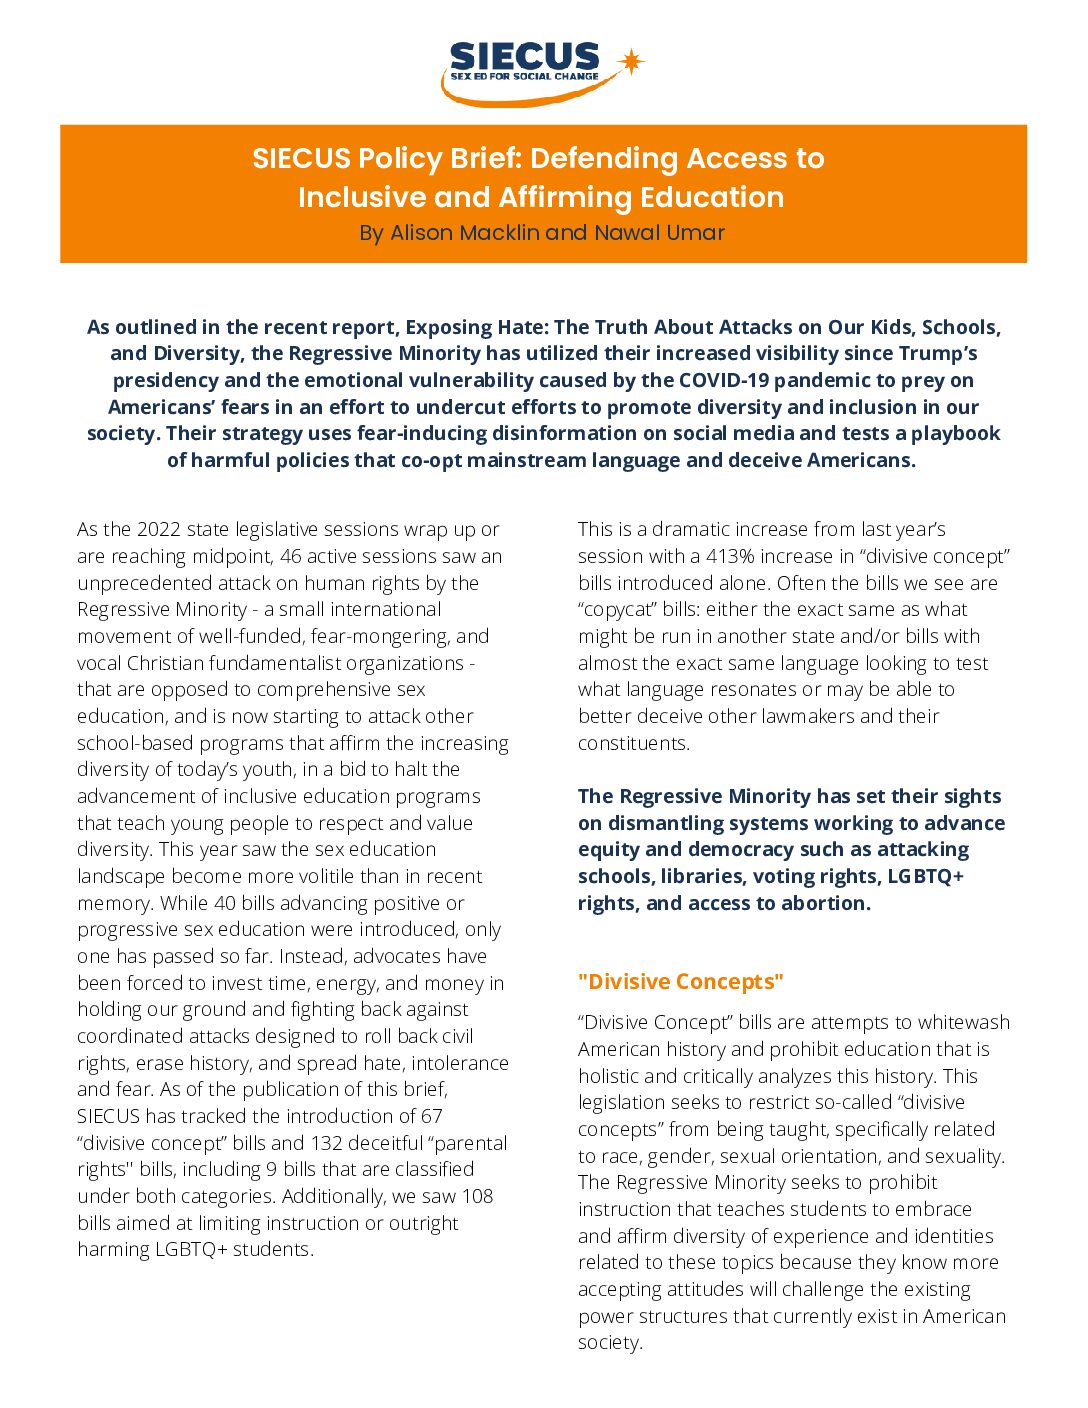 SIECUS
SEX ED FOR SOCIAL CHANGE
SIECUS Policy Brief: Defending Access to
Inclusive and Affirming Education
By Alison Macklin and Nawal Umar
As outlined in the recent report, Exposing Hate: The Truth About Attacks on Our Kids, Schools,
and Diversity, the Regressive Minority has utilized their increased visibility since Trump’s
presidency and the emotional vulnerability caused by the COVID-19 pandemic to prey on
Americans’ fears in an effort to undercut efforts to promote diversity and inclusion in our
society. Their strategy uses fear-inducing disinformation on social media and tests a playbook
of harmful policies that co-opt mainstream language and deceive Americans.
As the 2022 state legislative sessions wrap up or
are reaching midpoint, 46 active sessions saw an
unprecedented attack on human rights by the
Regressive Minority - a small international
movement of well-funded, fear-mongering, and
vocal Christian fundamentalist organizations -
that are opposed to comprehensive sex
education, and is now starting to attack other
school-based programs that affirm the increasing
diversity of today’s youth, in a bid to halt the
advancement of inclusive education programs
that teach young people to respect and value
diversity. This year saw the sex education
landscape become more volitile than in recent
memory. While 40 bills advancing positive or
progressive sex education were introduced, only
one has passed so far. Instead, advocates have
been forced to invest time, energy, and money in
holding our ground and fighting back against
coordinated attacks designed to roll back civil
rights, erase history, and spread hate, intolerance
and fear. As of the publication of this brief,
SIECUS has tracked the introduction of 67
“divisive concept” bills and 132 deceitful “parental
rights" bills, including 9 bills that are classified
under both categories. Additionally, we saw 108
bills aimed at limiting instruction or outright
harming LGBTQ+ students.
This is a dramatic increase from last year’s
session with a 413% increase in “divisive concept”
bills introduced alone. Often the bills we see are
“copycat” bills: either the exact same as what
might be run in another state and/or bills with
almost the exact same language looking to test
what language resonates or may be able to
better deceive other lawmakers and their
constituents.
The Regressive Minority has set their sights
on dismantling systems working to advance
equity and democracy such as attacking
schools, libraries, voting rights, LGBTQ+
rights, and access to abortion.
"Divisive Concepts"
“Divisive Concept” bills are attempts to whitewash
American history and prohibit education that is
holistic and critically analyzes this history. This
legislation seeks to restrict so-called “divisive
concepts” from being taught, specifically related
to race, gender, sexual orientation, and sexuality.
The Regressive Minority seeks to prohibit
instruction that teaches students to embrace
and affirm diversity of experience and identities
related to these topics because they know more
accepting attitudes will challenge the existing
power structures that currently exist in American
society.